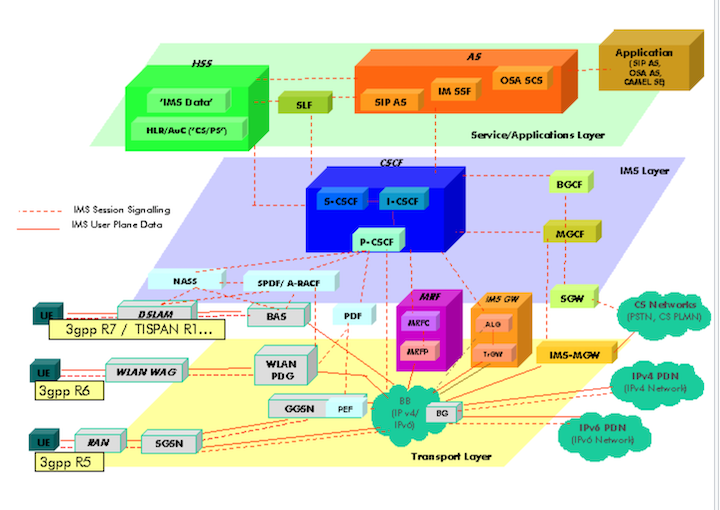 HSS
AS
Application
(SIP AS,
OSA AS,
CAMEL SE)
'IMS Data'
SLF
SIP AS
IM SSF
OSA SCS
HLR/AuC ('CS/PS')
Service/Applications Layer
CSCF
IMS Layer
S-CSCF
I-CSCF
BGCF
IMS Session Signalling
IMS User Plane Data
P-CSCF
MGCF
NASS
SPDF/ A-RACF
SGW
MRF
IMS GW
CS Networks
(PSTN, CS PLMN)
UE
DSLAM
BAS
PDF
MRFC
ALG
3gpp R7 / TISPAN R1...
MRFP
TrGW
IMS-MGW
UE
WLAN WAG
WLAN
PDG
IPv4 PDN
(IPv4 Network)
3gpp R6
GGSN
PEF
BB
(IP v4/
IPv6)
BG
IPv6 PDN
(IPv6 Network)
UE
RAN
SGSN
3gpp R5
Transport Layer